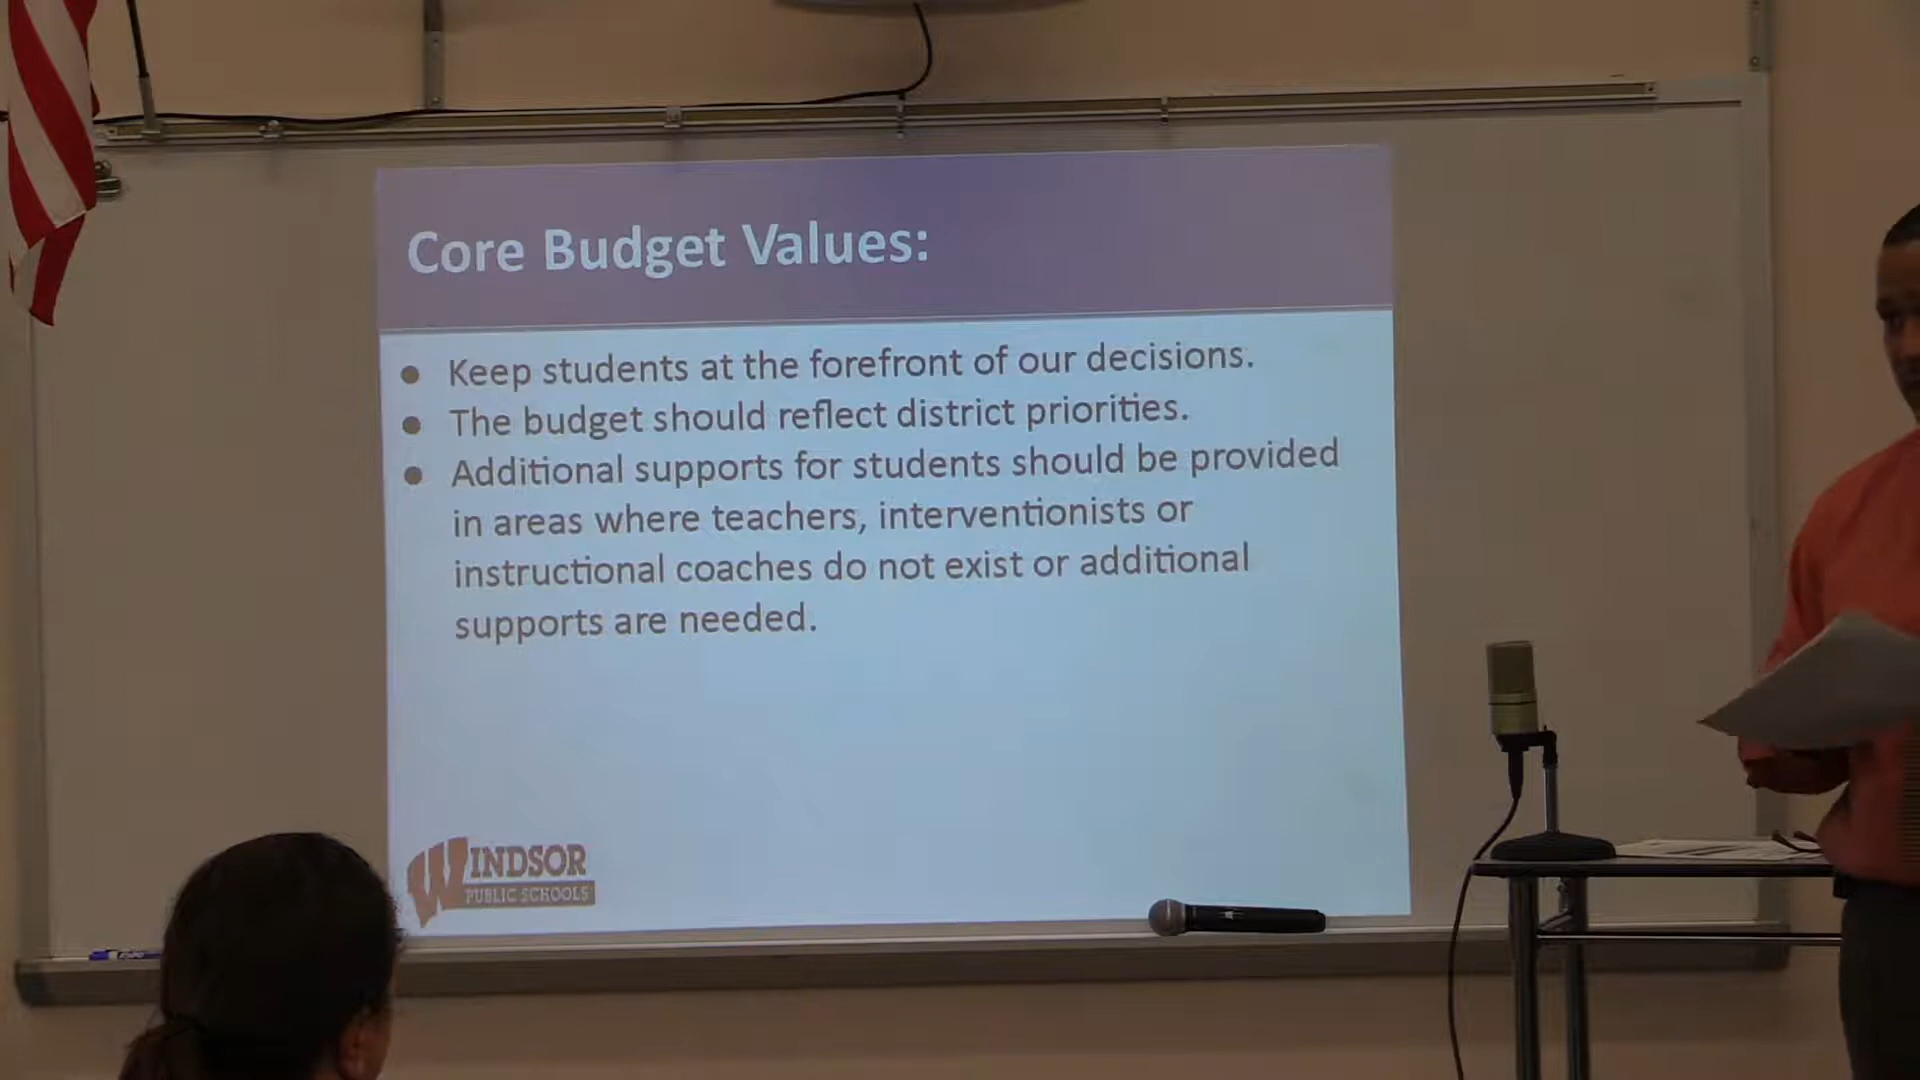 Core Budget Values:
● Keep students at the forefront of our decisions.
● The budget should reflect district priorities.
● Additional supports for students should be provided
in areas where teachers, interventionists or
instructional coaches do not exist or additional
supports are needed.
WINDSOR
PUBLIC SCHOOLS